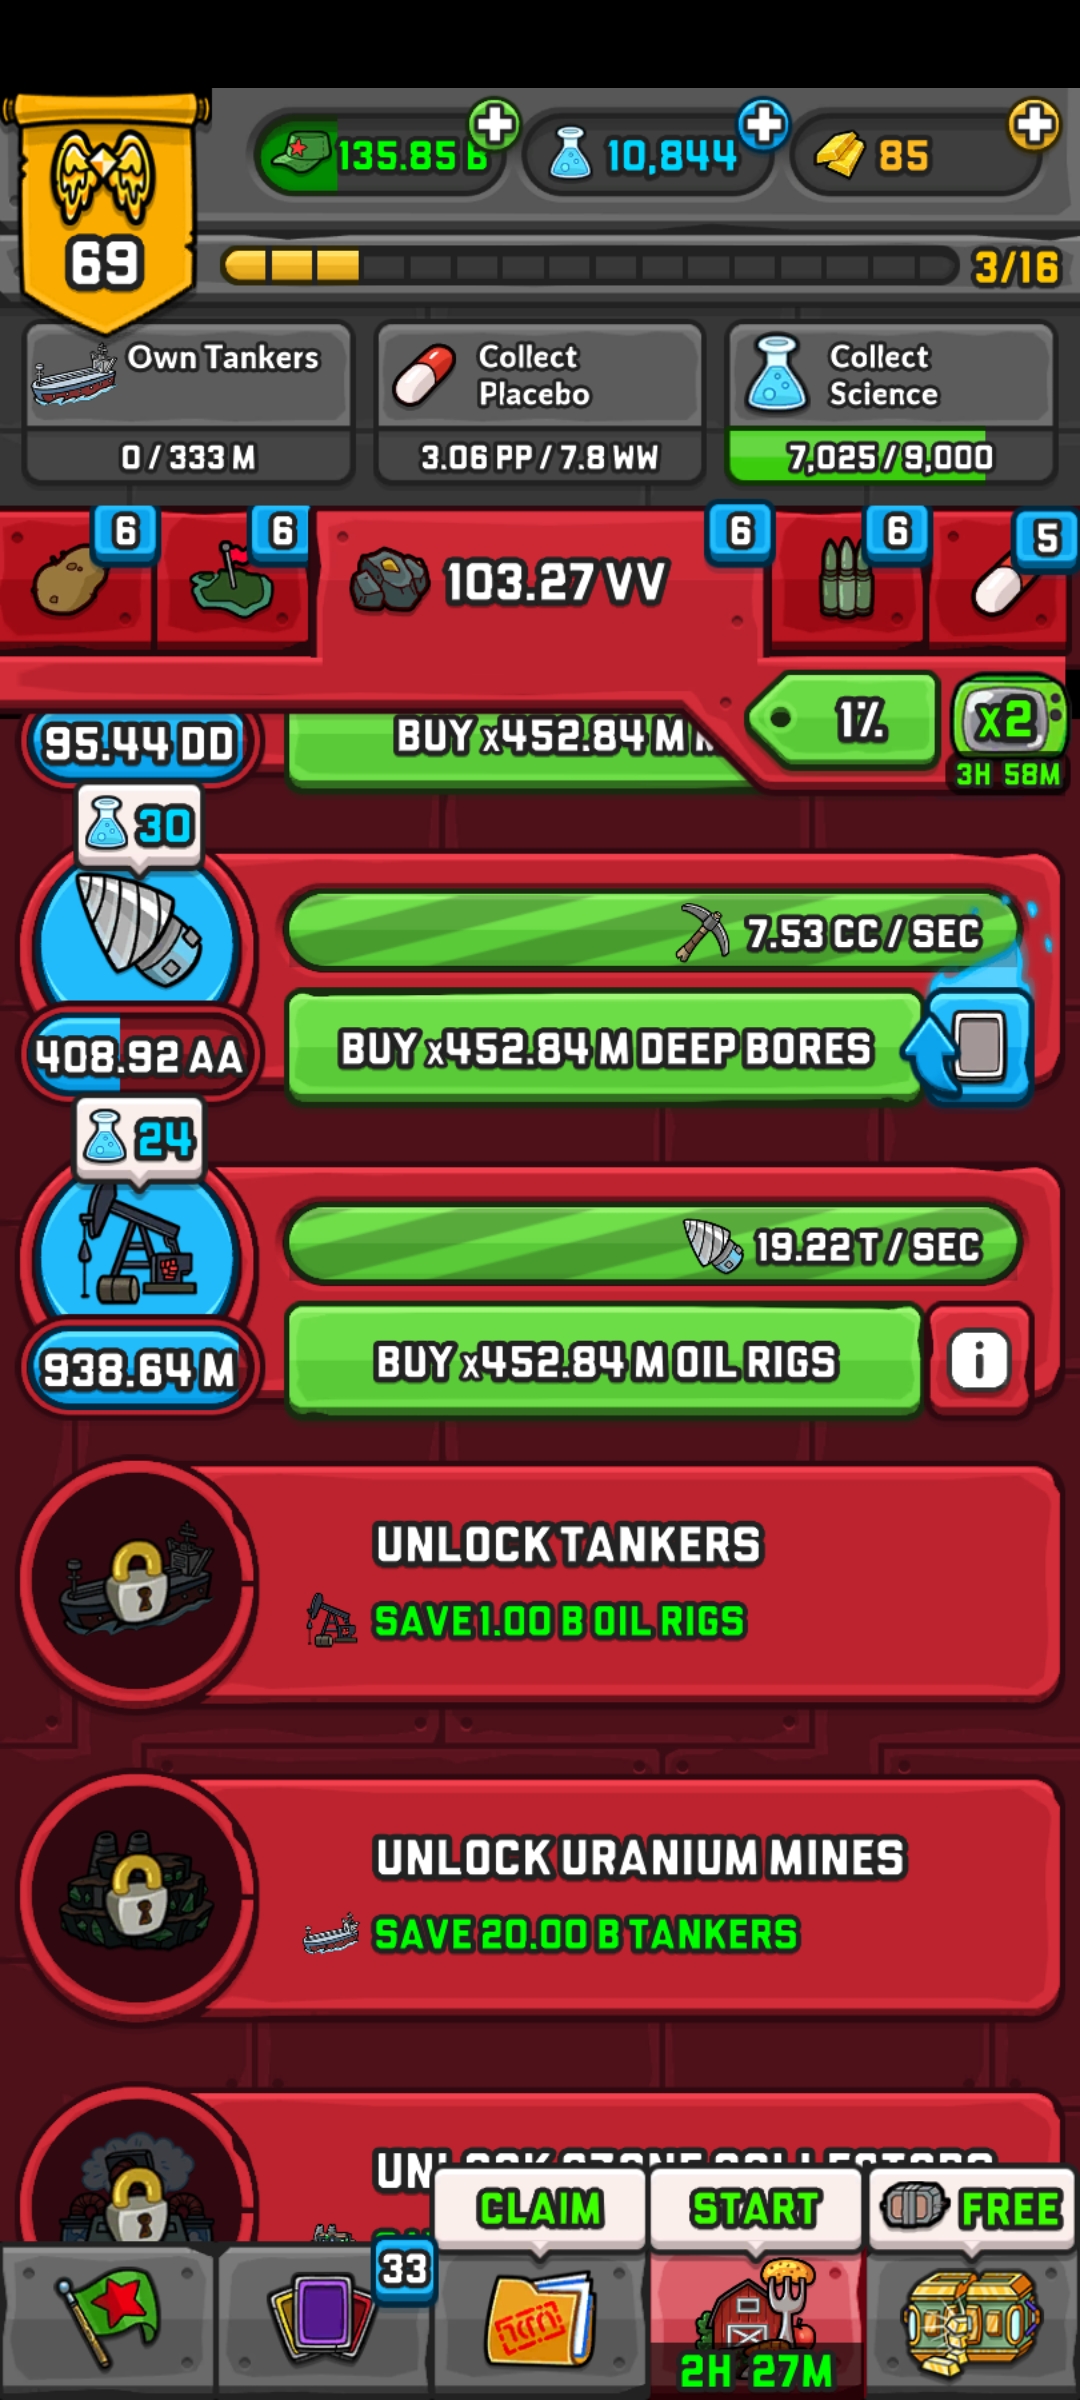 135.85 B
10,844
85
69
3/16
Own Tankers
0 / 333 M
Collect
Placebo
3.06 PP / 7.8 WW
Collect
Science
7,025 / 9,000
6
6
103.27 VV
6
6
5
1%
x2
3H 58M
95.44 DD
BUY x452.84 M
30
7.53 CC / SEC
408.92 AA
BUY x452.84 M DEEP BORES
24
19.22 T / SEC
938.64 M
BUY x452.84 M OIL RIGS
i
UNLOCK TANKERS
SAVE 1.00 B OIL RIGS
UNLOCK URANIUM MINES
SAVE 20.00 B TANKERS
UNLOCK OZONE COLLECTORS
CLAIM
START
FREE
33
2H 27M